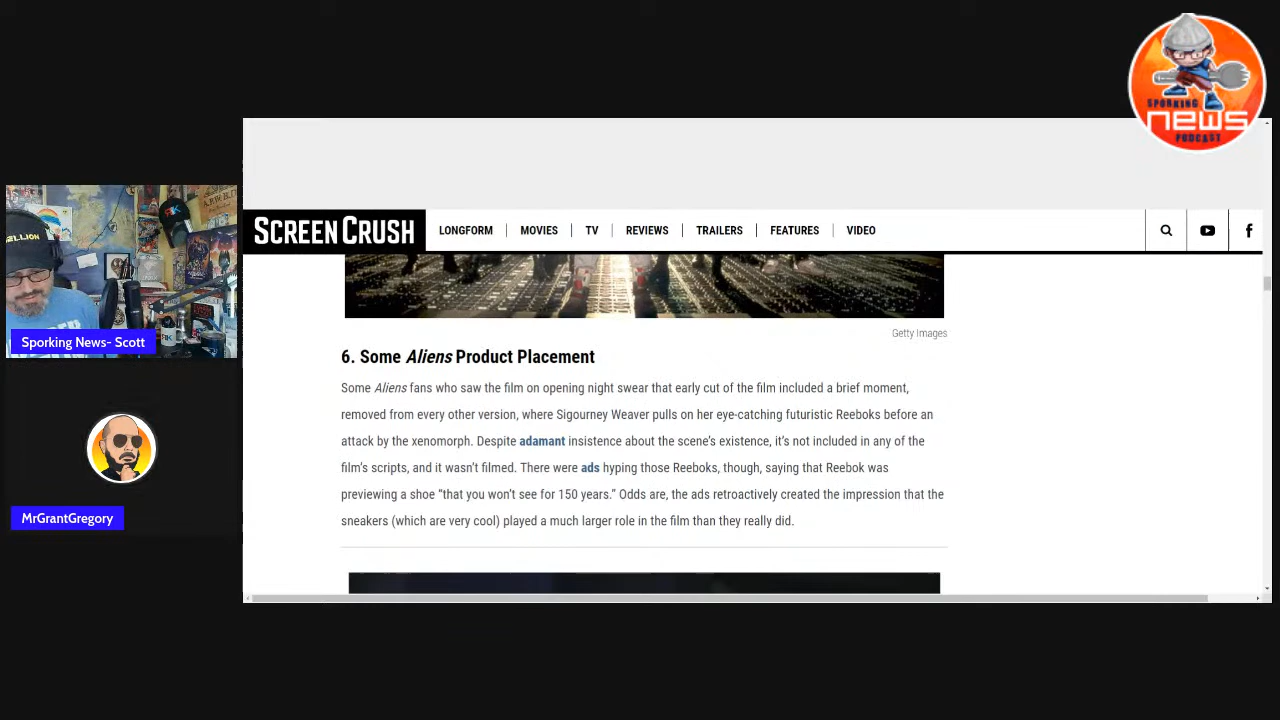 SPORKING
news
PODCAST
SCREENCRUSH
LONGFORM
MOVIES
TV
REVIEWS
TRAILERS
FEATURES
VIDEO
Getty Images
6. Some Aliens Product Placement
Some Aliens fans who saw the film on opening night swear that early cut of the film included a brief moment,
removed from every other version, where Sigourney Weaver pulls on her eye-catching futuristic Reeboks before an
attack by the xenomorph. Despite adamant insistence about the scene's existence, it's not included in any of the
film's scripts, and it wasn't filmed. There were ads hyping those Reeboks, though, saying that Reebok was
previewing a shoe “that you won't see for 150 years.” Odds are, the ads retroactively created the impression that the
sneakers (which are very cool) played a much larger role in the film than they really did.
Sporking News- Scott
MrGrantGregory